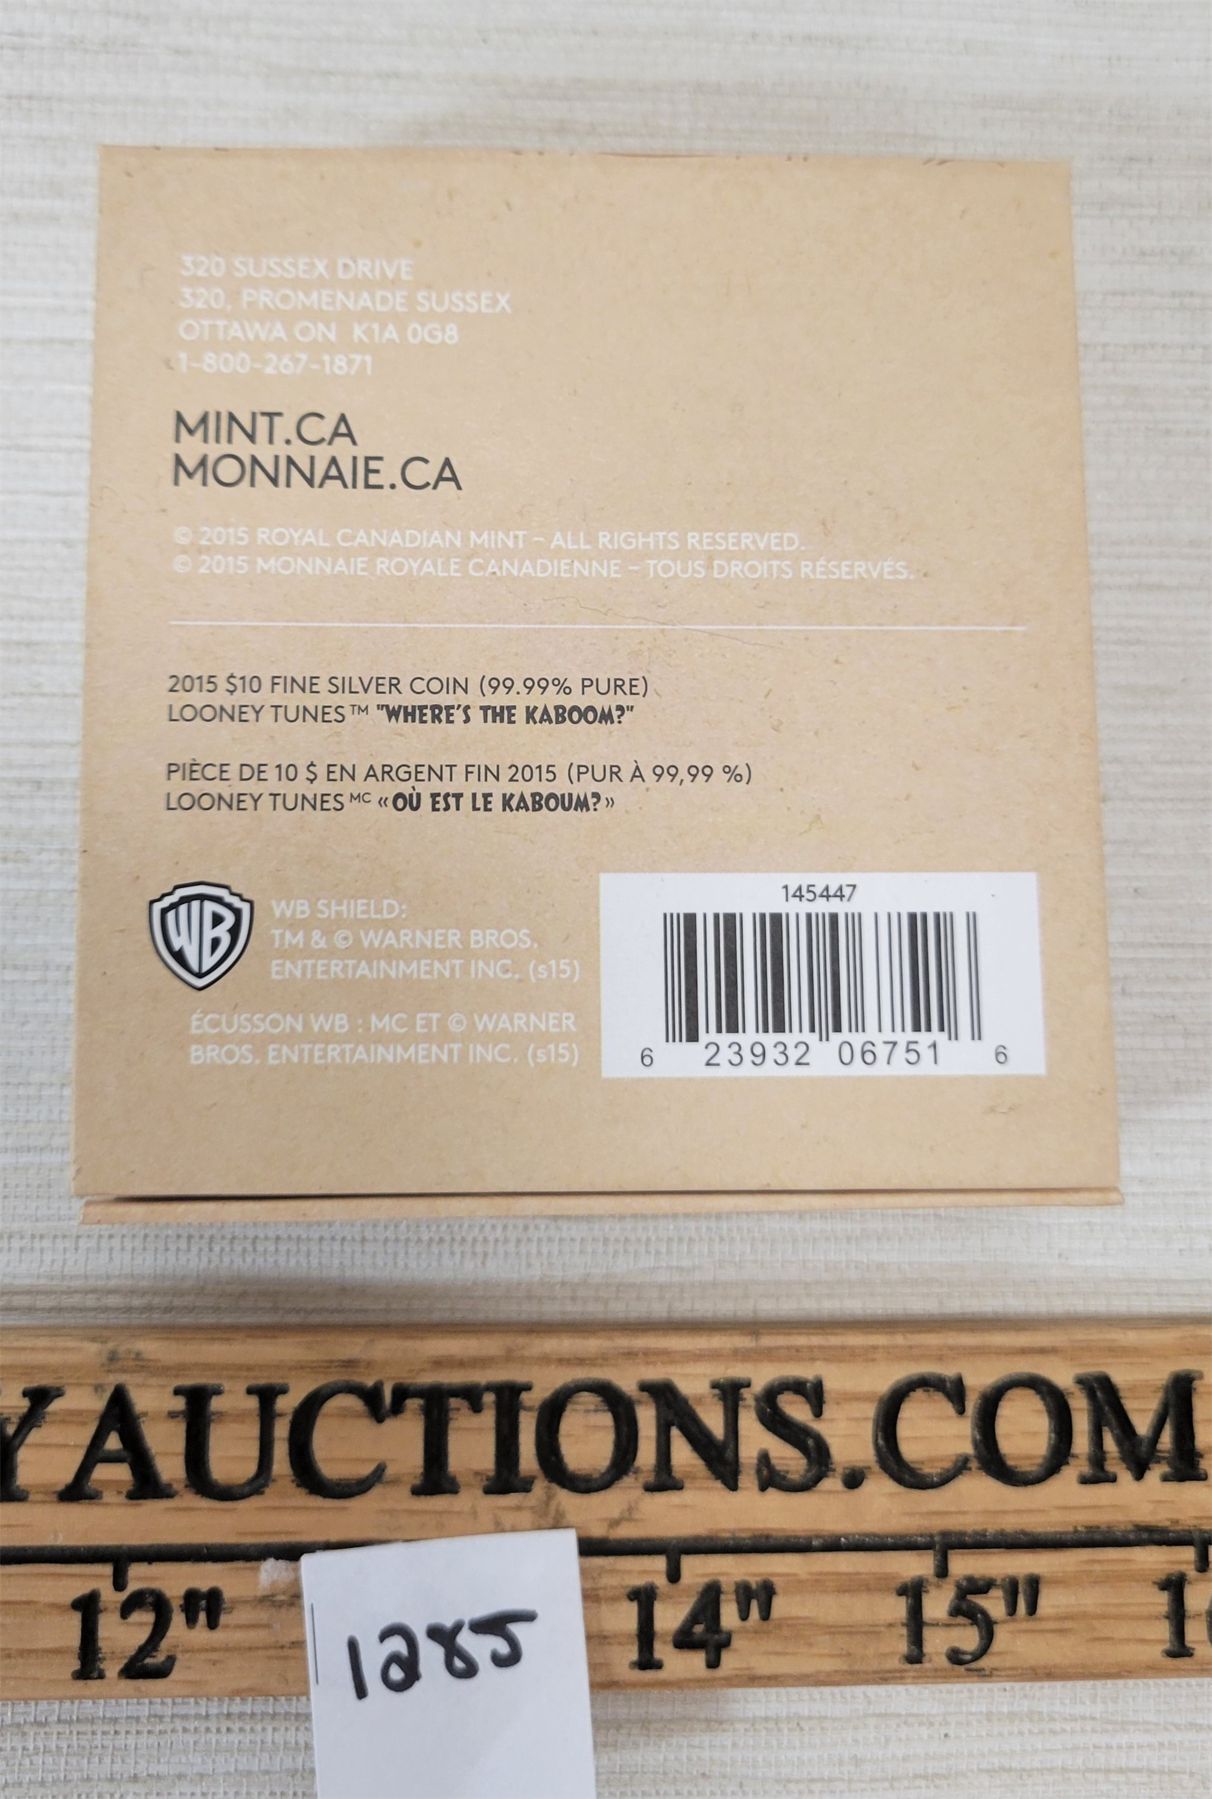 320 SUSSEX DRIVE
320, PROMENADE SUSSEX
OTTAWA ON K1A 0G8
1-800-267-1871
MINT.CA
MONNAIE.CA
© 2015 ROYAL CANADIAN MINT – ALL RIGHTS RESERVED.
© 2015 MONNAIE ROYALE CANADIENNE – TOUS DROITS RÉSERVÉS.
2015 $10 FINE SILVER COIN (99.99% PURE)
LOONEY TUNES™ "WHERE'S THE KABOOM?"
PIÈCE DE 10 $ EN ARGENT FIN 2015 (PUR À 99,99 %)
LOONEY TUNES MC « OÙ EST LE KABOUM? »
WB
WB SHIELD:
TM & © WARNER BROS.
ENTERTAINMENT INC. (s15)
ÉCUSSON WB : MC ET © WARNER
BROS. ENTERTAINMENT INC. (s15)
145447
6 23932 06751 6
YAUCTIONS.COM
12" 14" 15"
1285